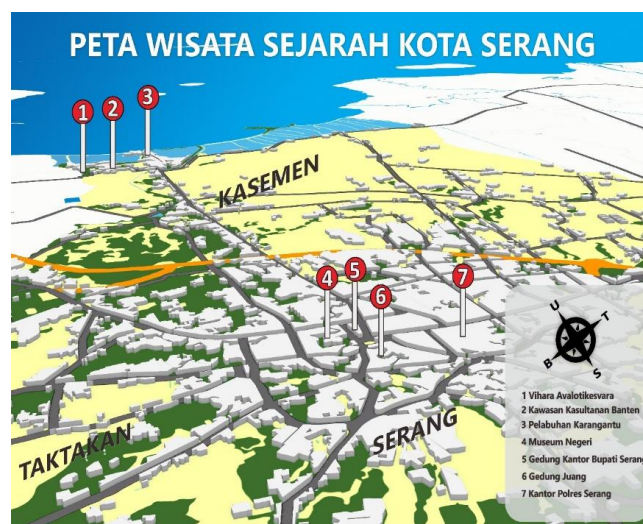 PETA WISATA SEJARAH KOTA SERANG
1
2
3
KASEMEN
4
5
6
7
U
T
B
S
TAKTAKAN
SERANG
1 Vihara Avalotikesvara
2 Kawasan Kasultanan Banten
3 Pelabuhan Karangantu
4 Museum Negeri
5 Gedung Kantor Bupati Serang
6 Gedung Juang
7 Kantor Polres Serang